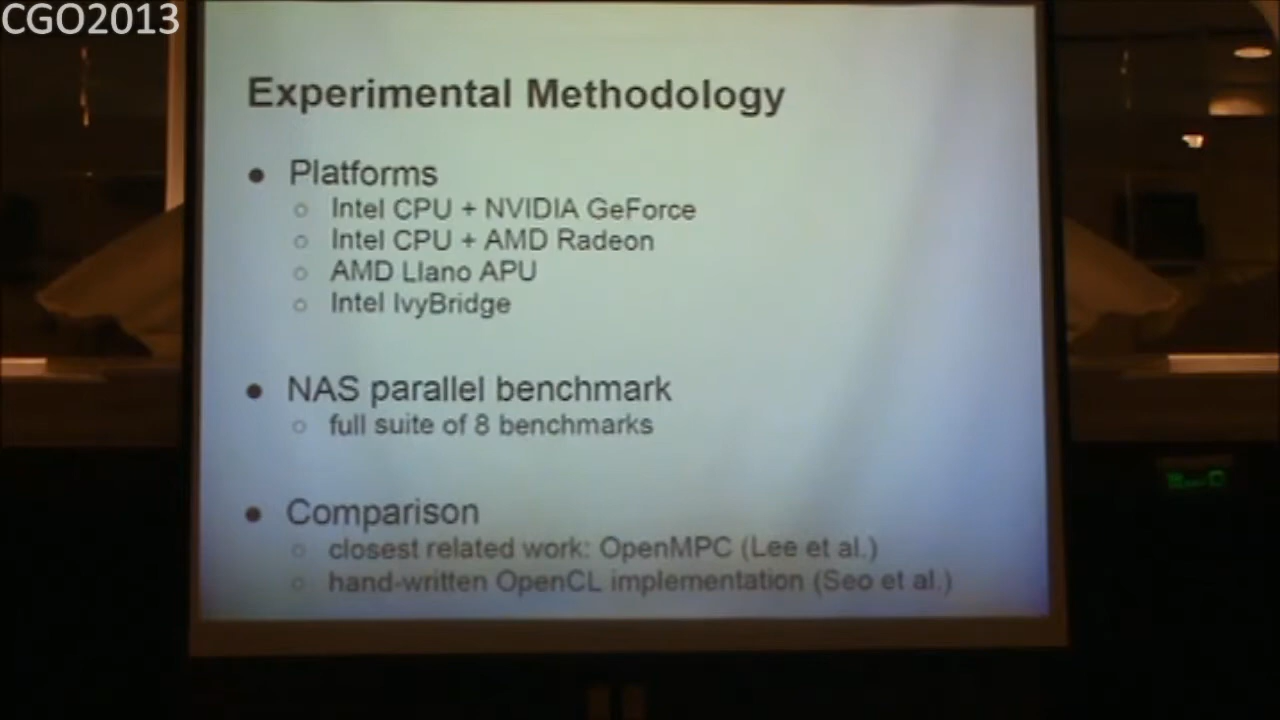 CGO2013
Experimental Methodology
● Platforms
○ Intel CPU + NVIDIA GeForce
○ Intel CPU + AMD Radeon
○ AMD Llano APU
○ Intel IvyBridge
● NAS parallel benchmark
○ full suite of 8 benchmarks
● Comparison
○ closest related work: OpenMPC (Lee et al.)
○ hand-written OpenCL implementation (Seo et al.)